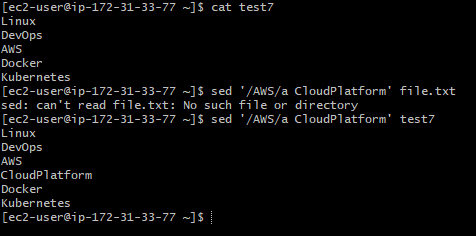 [ec2-user@ip-172-31-33-77 ~]$ cat test7
Linux
DevOps
AWS
Docker
Kubernetes
[ec2-user@ip-172-31-33-77 ~]$ sed '/AWS/a CloudPlatform' file.txt
sed: can't read file.txt: No such file or directory
[ec2-user@ip-172-31-33-77 ~]$ sed '/AWS/a CloudPlatform' test7
Linux
DevOps
AWS
CloudPlatform
Docker
Kubernetes
[ec2-user@ip-172-31-33-77 ~]$